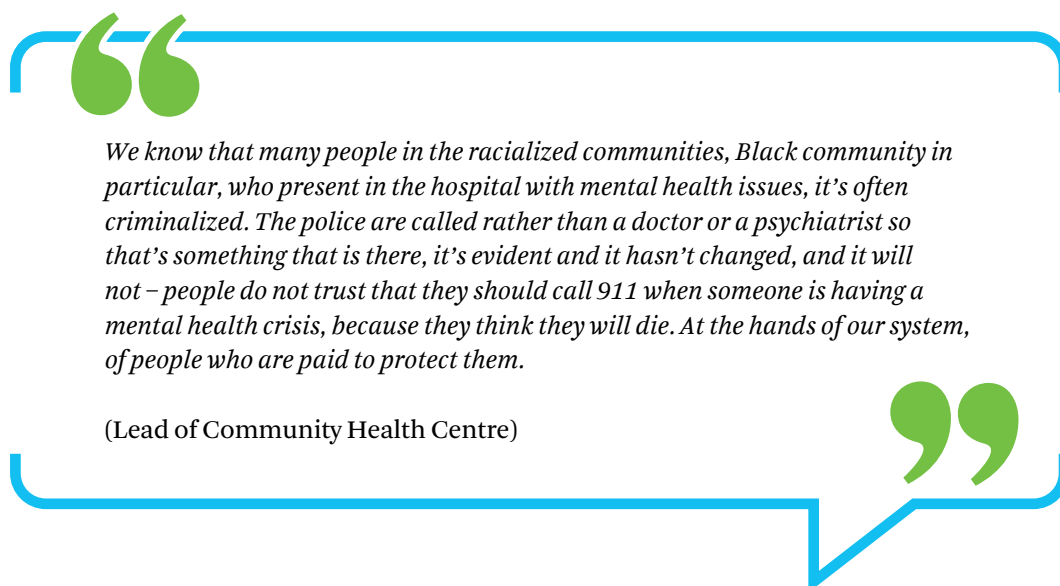 “
We know that many people in the racialized communities, Black community in
particular, who present in the hospital with mental health issues, it’s often
criminalized. The police are called rather than a doctor or a psychiatrist so
that’s something that is there, it’s evident and it hasn’t changed, and it will
not – people do not trust that they should call 911 when someone is having a
mental health crisis, because they think they will die. At the hands of our system,
of people who are paid to protect them.
(Lead of Community Health Centre)
”